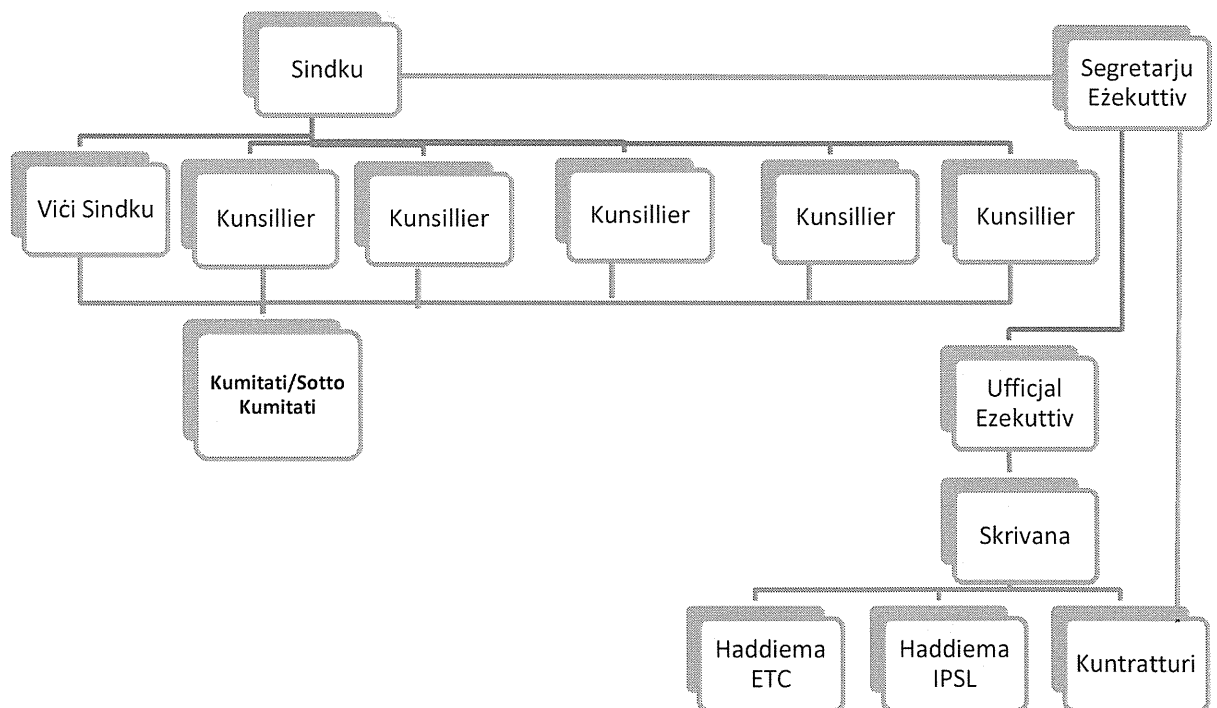 Sindku
Segretarju
Eżekuttiv
Viċi Sindku
Kunsillier
Kunsillier
Kunsillier
Kunsillier
Kunsillier
Kumitati/Sotto
Kumitati
Ufficjal
Ezekuttiv
Skrivana
Haddiema
ETC
Haddiema
IPSL
Kuntratturi